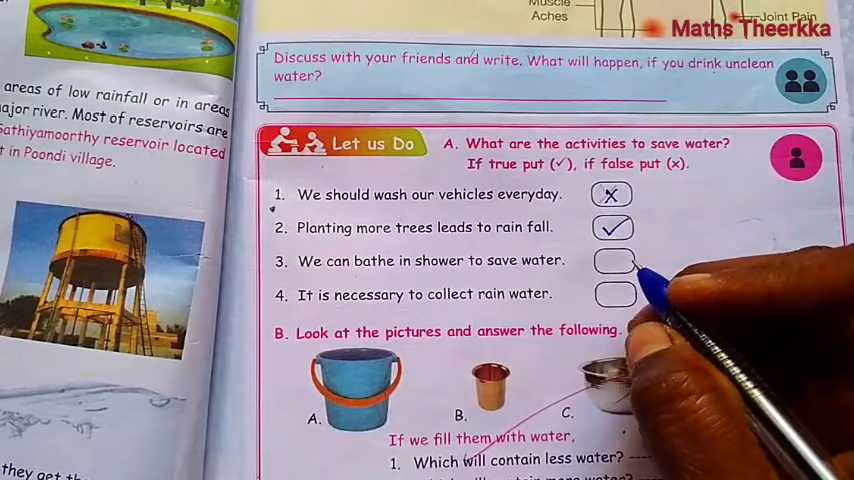 Muscle
Aches
Joint Pain
Maths Theerkka
Discuss with your friends and write. What will happen, if you drink unclean
water?
areas of low rainfall or in areas
major river. Most of reservoirs are
Sathiyamoorthy reservoir located
t in Poondi village.
Let us Do
A. What are the activities to save water?
If true put (✓), if false put (x).
1. We should wash our vehicles everyday. x
2. Planting more trees leads to rain fall. ✓
3. We can bathe in shower to save water.
4. It is necessary to collect rain water.
B. Look at the pictures and answer the following.
A. B. C.
If we fill them with water,
1. Which will contain less water? ----
they get the